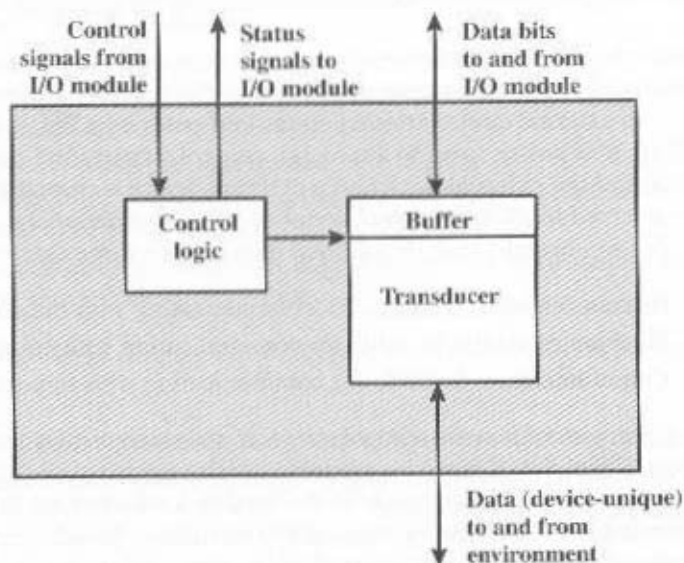 Control
signals from
I/O module
Status
signals to
I/O module
Data bits
to and from
I/O module
Control
logic
Buffer
Transducer
Data (device-unique)
to and from
environment